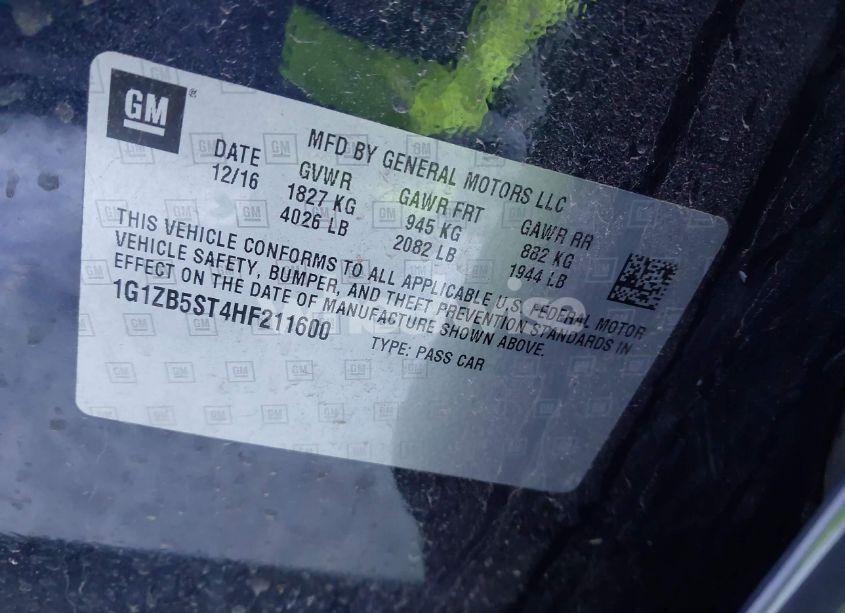 GM
MFD BY GENERAL MOTORS LLC
DATE GVWR GAWR FRT GAWR RR
12/16 1827 KG 945 KG 882 KG
4026 LB 2082 LB 1944 LB
THIS VEHICLE CONFORMS TO ALL APPLICABLE U.S. FEDERAL MOTOR
VEHICLE SAFETY, BUMPER, AND THEFT PREVENTION STANDARDS IN
EFFECT ON THE DATE OF MANUFACTURE SHOWN ABOVE.
1G1ZB5ST4HF211600 TYPE: PASS CAR